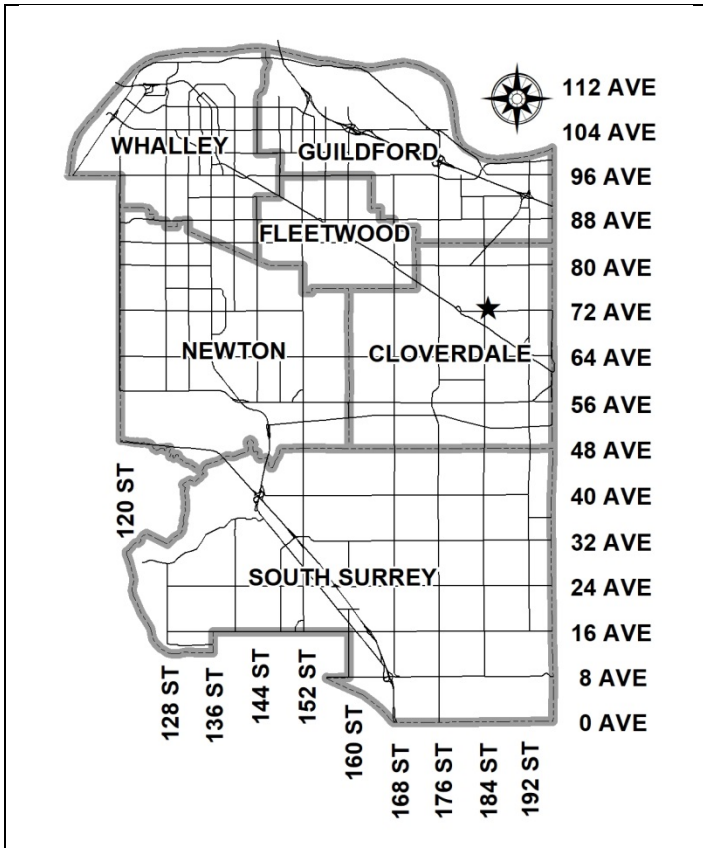 112 AVE
104 AVE
WHALLEY
GUILDFORD
96 AVE
88 AVE
FLEETWOOD
80 AVE
72 AVE
NEWTON
CLOVERDALE
64 AVE
56 AVE
48 AVE
120 ST
40 AVE
32 AVE
SOUTH SURREY
24 AVE
16 AVE
128 ST
136 ST
144 ST
152 ST
160 ST
8 AVE
0 AVE
168 ST
176 ST
184 ST
192 ST